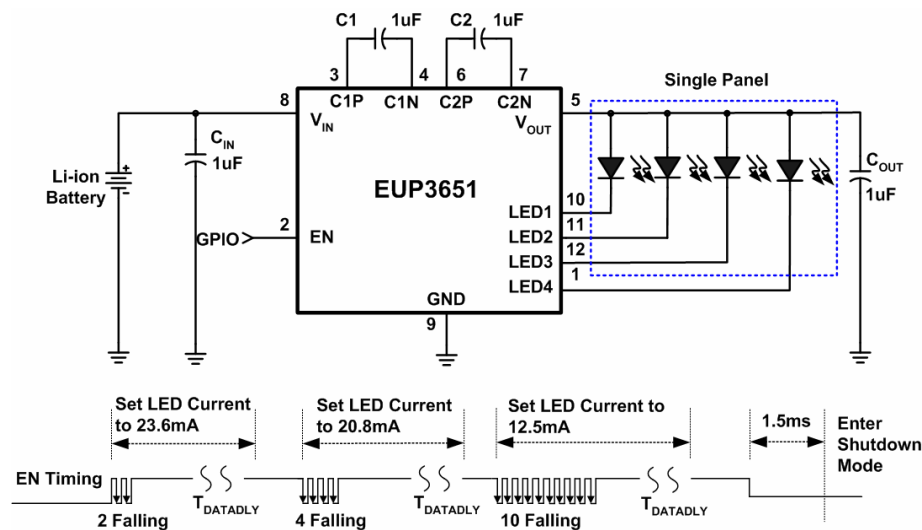 C1 1uF C2 1uF
3 4 6 7
C1P C1N C2P C2N
Single Panel
8 5
VIN VOUT
CIN
1uF
Li-ion
Battery
EUP3651
COUT
1uF
10
LED1
2 11
GPIO EN LED2
12
LED3
1
LED4
GND
9
Set LED Current
to 23.6mA
Set LED Current
to 20.8mA
Set LED Current to
12.5mA
1.5ms
Enter
Shutdown
Mode
EN Timing
2 Falling TDATADLY 4 Falling TDATADLY 10 Falling TDATADLY